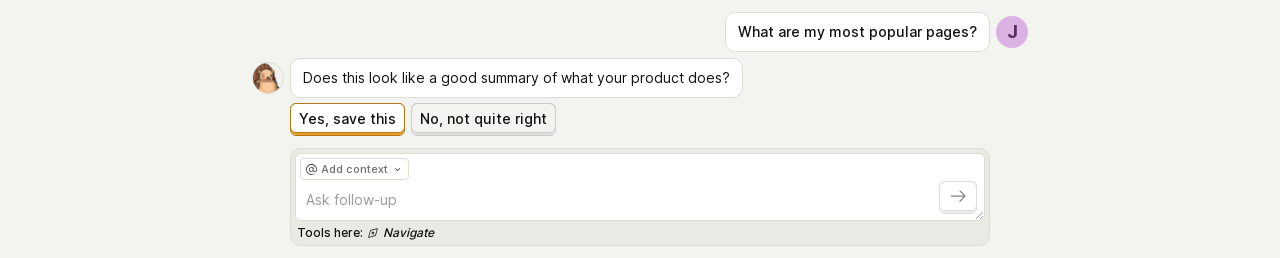 What are my most popular pages?
J
Does this look like a good summary of what your product does?
Yes, save this
No, not quite right
@ Add context
Ask follow-up
Tools here: Navigate